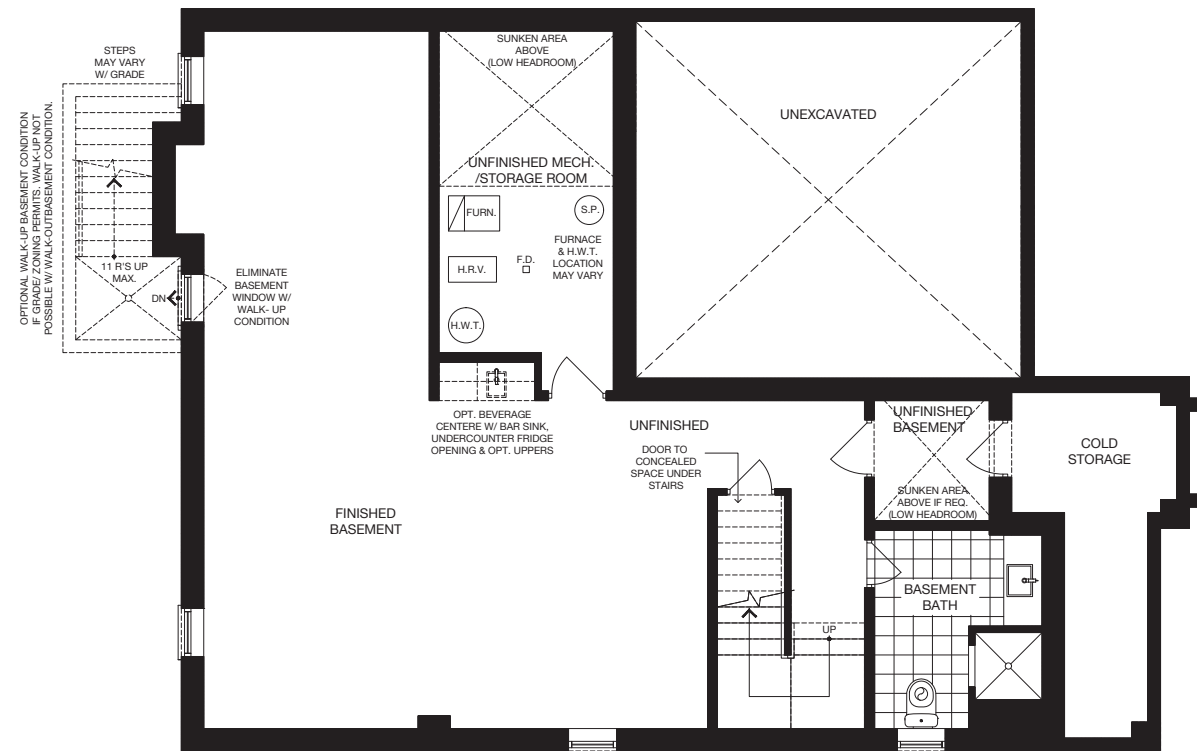 STEPS
MAY VARY
W/ GRADE
OPTIONAL WALK-UP BASEMENT CONDITION
IF GRADE/ ZONING PERMITS. WALK-UP NOT
POSSIBLE W/ WALK-OUTBASEMENT CONDITION.
11 R'S UP
MAX.
DN
ELIMINATE
BASEMENT
WINDOW W/
WALK- UP
CONDITION
SUNKEN AREA
ABOVE
(LOW HEADROOM)
UNFINISHED MECH.
/STORAGE ROOM
FURN.
S.P.
H.R.V.
F.D.
FURNACE
& H.W.T.
LOCATION
MAY VARY
H.W.T.
UNEXCAVATED
OPT. BEVERAGE
CENTERE W/ BAR SINK,
UNDERCOUNTER FRIDGE
OPENING & OPT. UPPERS
UNFINISHED
DOOR TO
CONCEALED
SPACE UNDER
STAIRS
UNFINISHED
BASEMENT
SUNKEN AREA
ABOVE IF REQ.
(LOW HEADROOM)
COLD
STORAGE
FINISHED
BASEMENT
BASEMENT
BATH
UP